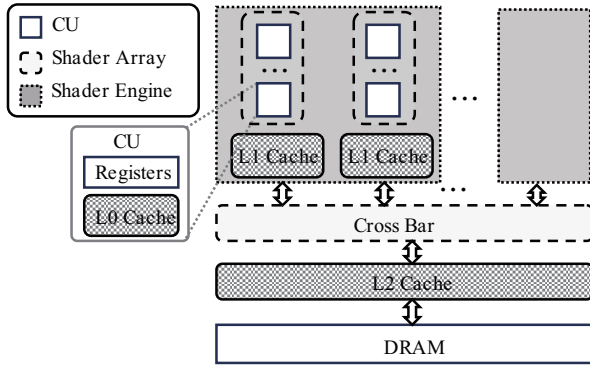 CU
Shader Array
Shader Engine
...
...
...
L1 Cache
L1 Cache
...
CU
Registers
L0 Cache
Cross Bar
L2 Cache
DRAM